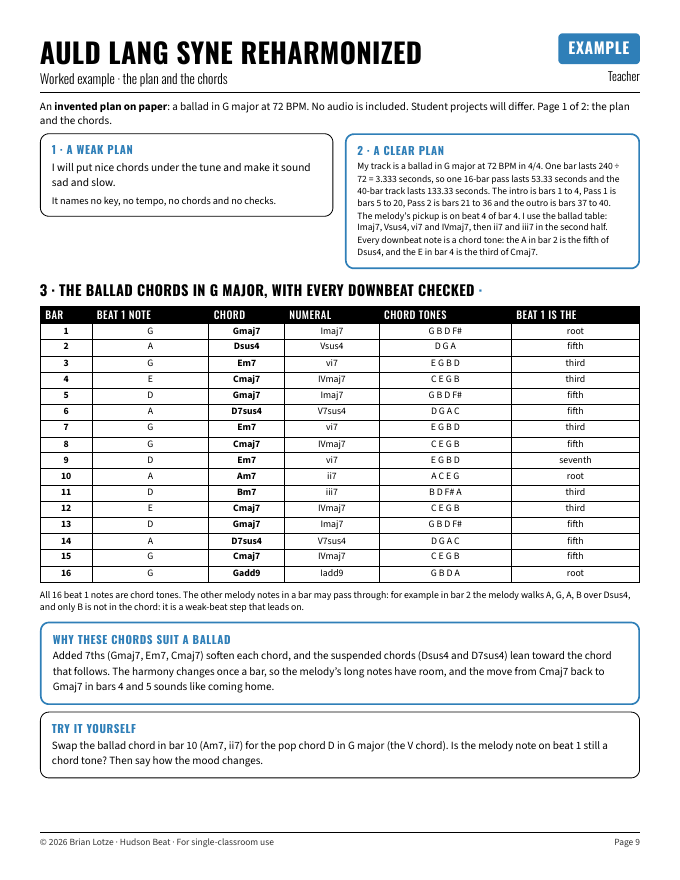 AULD LANG SYNE REHARMONIZED
EXAMPLE
Worked example · the plan and the chords
Teacher
An invented plan on paper: a ballad in G major at 72 BPM. No audio is included. Student projects will differ. Page 1 of 2: the plan
and the chords.
1 · A WEAK PLAN
I will put nice chords under the tune and make it sound
sad and slow.
It names no key, no tempo, no chords and no checks.
2 · A CLEAR PLAN
My track is a ballad in G major at 72 BPM in 4/4. One bar lasts 240 ÷
72 = 3.333 seconds, so one 16-bar pass lasts 53.33 seconds and the
40-bar track lasts 133.33 seconds. The intro is bars 1 to 4, Pass 1 is
bars 5 to 20, Pass 2 is bars 21 to 36 and the outro is bars 37 to 40.
The melody's pickup is on beat 4 of bar 4. I use the ballad table:
Imaj7, Vsus4, vi7 and IVmaj7, then ii7 and iii7 in the second half.
Every downbeat note is a chord tone: the A in bar 2 is the fifth of
Dsus4, and the E in bar 4 is the third of Cmaj7.
3 · THE BALLAD CHORDS IN G MAJOR, WITH EVERY DOWNBEAT CHECKED ·
BAR BEAT 1 NOTE CHORD NUMERAL CHORD TONES BEAT 1 IS THE
1 G Gmaj7 Imaj7 G B D F# root
2 A Dsus4 Vsus4 D G A fifth
3 G Em7 vi7 E G B D third
4 E Cmaj7 IVmaj7 C E G B third
5 D Gmaj7 Imaj7 G B D F# fifth
6 A D7sus4 V7sus4 D G A C fifth
7 G Em7 vi7 E G B D third
8 G Cmaj7 IVmaj7 C E G B fifth
9 D Em7 vi7 E G B D seventh
10 A Am7 ii7 A C E G root
11 D Bm7 iii7 B D F# A third
12 E Cmaj7 IVmaj7 C E G B third
13 D Gmaj7 Imaj7 G B D F# fifth
14 A D7sus4 V7sus4 D G A C fifth
15 G Cmaj7 IVmaj7 C E G B fifth
16 G Gadd9 Iadd9 G B D A root
All 16 beat 1 notes are chord tones. The other melody notes in a bar may pass through: for example in bar 2 the melody walks A, G, A, B over Dsus4,
and only B is not in the chord: it is a weak-beat step that leads on.
WHY THESE CHORDS SUIT A BALLAD
Added 7ths (Gmaj7, Em7, Cmaj7) soften each chord, and the suspended chords (Dsus4 and D7sus4) lean toward the chord
that follows. The harmony changes once a bar, so the melody's long notes have room, and the move from Cmaj7 back to
Gmaj7 in bars 4 and 5 sounds like coming home.
TRY IT YOURSELF
Swap the ballad chord in bar 10 (Am7, ii7) for the pop chord D in G major (the V chord). Is the melody note on beat 1 still a
chord tone? Then say how the mood changes.
© 2026 Brian Lotze · Hudson Beat · For single-classroom use
Page 9